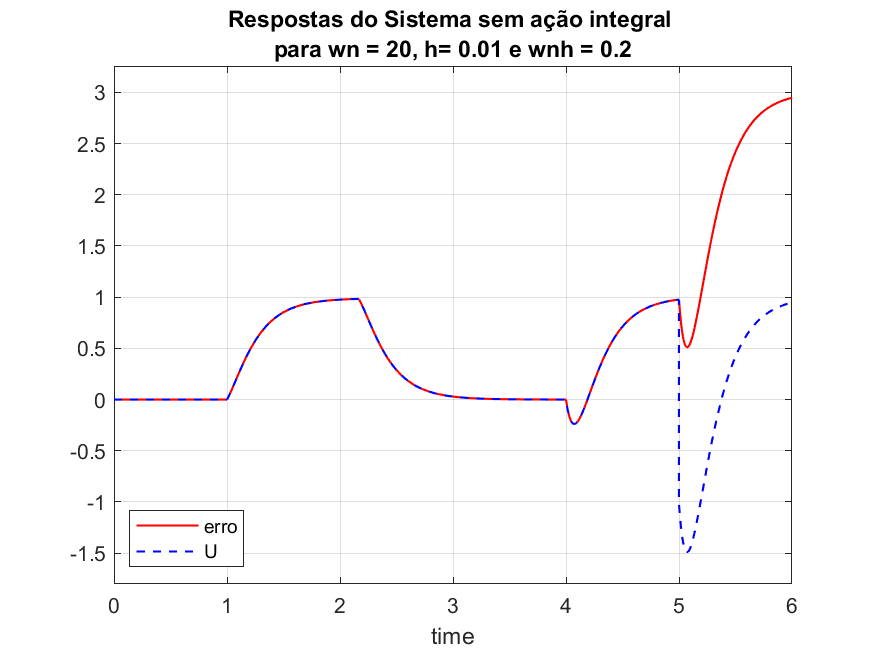 Respostas do Sistema sem ação integral
para wn = 20, h= 0.01 e wnh = 0.2
3
2.5
2
1.5
1
0.5
0
-0.5
-1
-1.5
erro
U
0 1 2 3 4 5 6
time